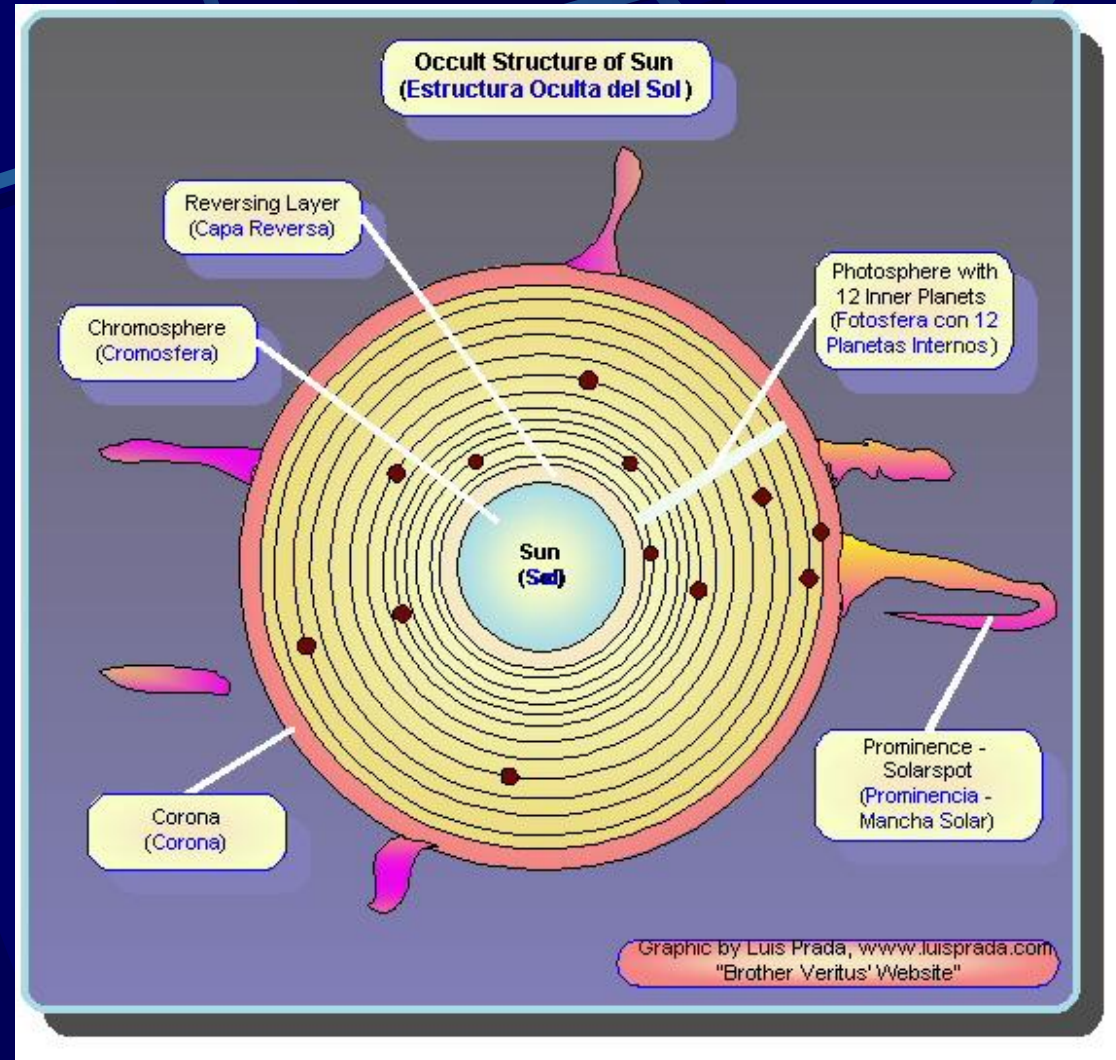 Occult Structure of Sun
(Estructura Oculta del Sol)
Reversing Layer
(Capa Reversa)
Photosphere with
12 Inner Planets
(Fotosfera con 12
Planetas Internos)
Chromosphere
(Cromosfera)
Sun
(Sol)
Prominence -
Solarspot
(Prominencia -
Mancha Solar)
Corona
(Corona)
Graphic by Luis Prada, www.luisprada.com
"Brother Veritus' Website"